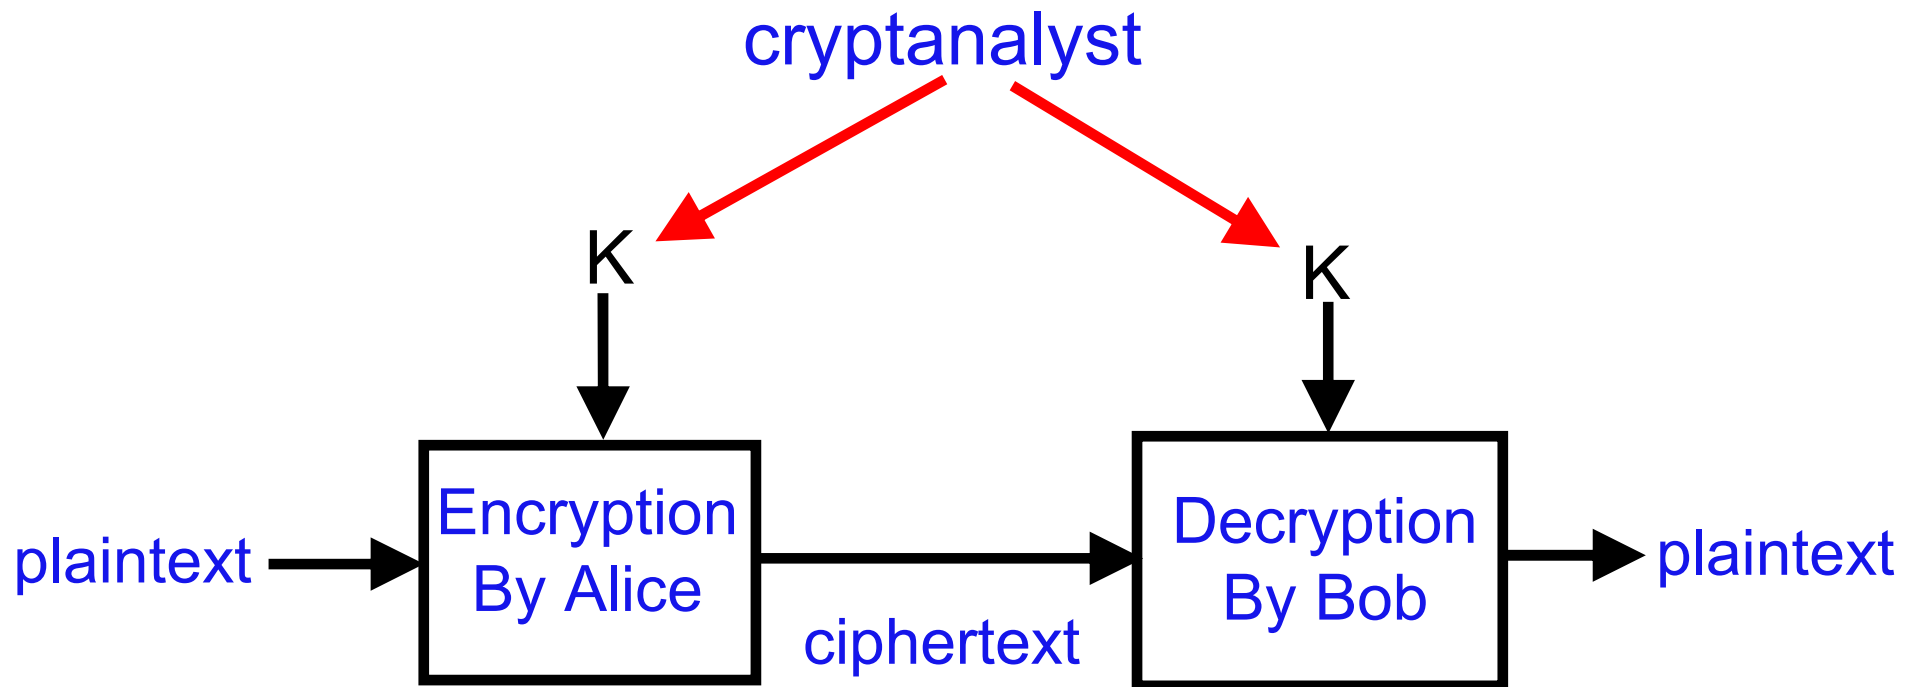 cryptanalyst
K
K
Encryption
By Alice
Decryption
By Bob
plaintext
plaintext
ciphertext